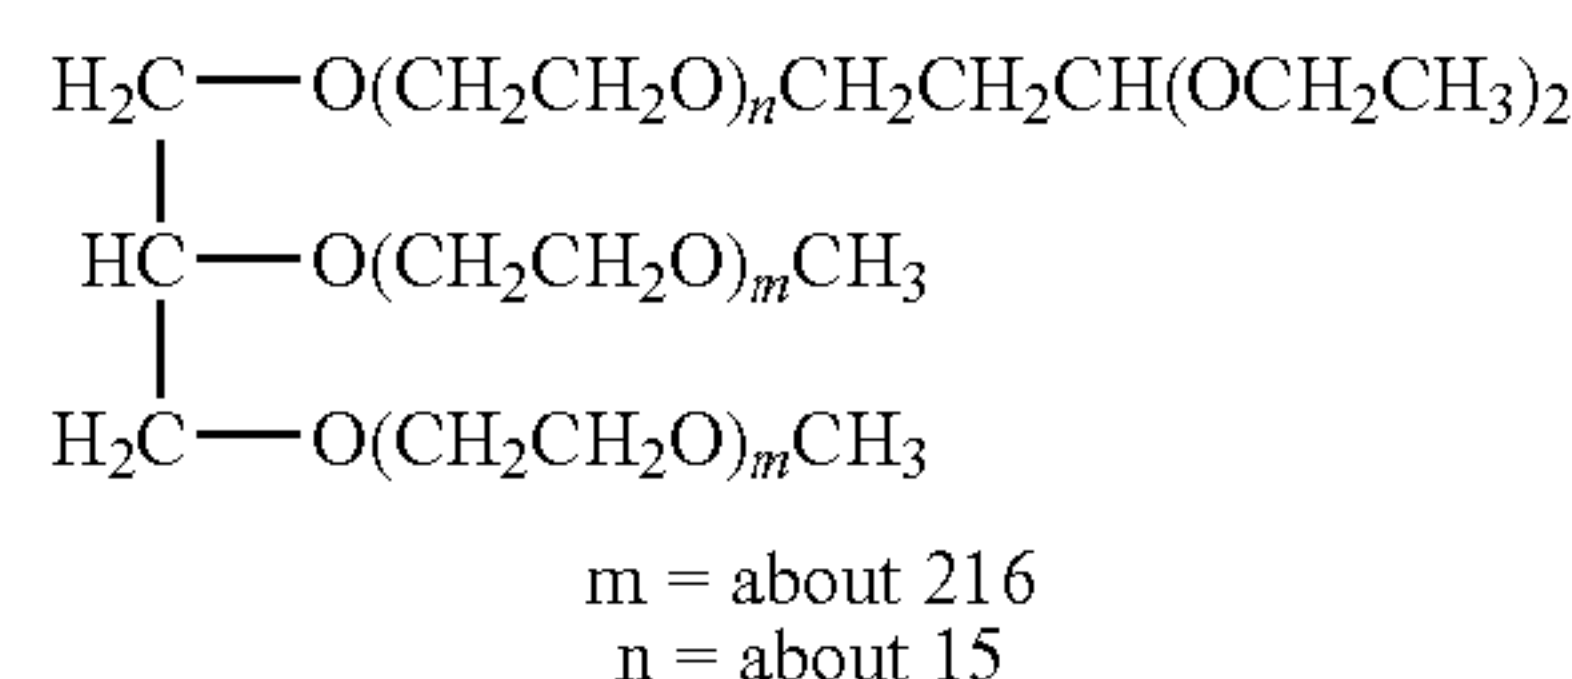 H₂C—O(CH₂CH₂O)ₙCH₂CH₂CH(OCH₂CH₃)₂
HC—O(CH₂CH₂O)ₘCH₃
H₂C—O(CH₂CH₂O)ₘCH₃
m = about 216
n = about 15